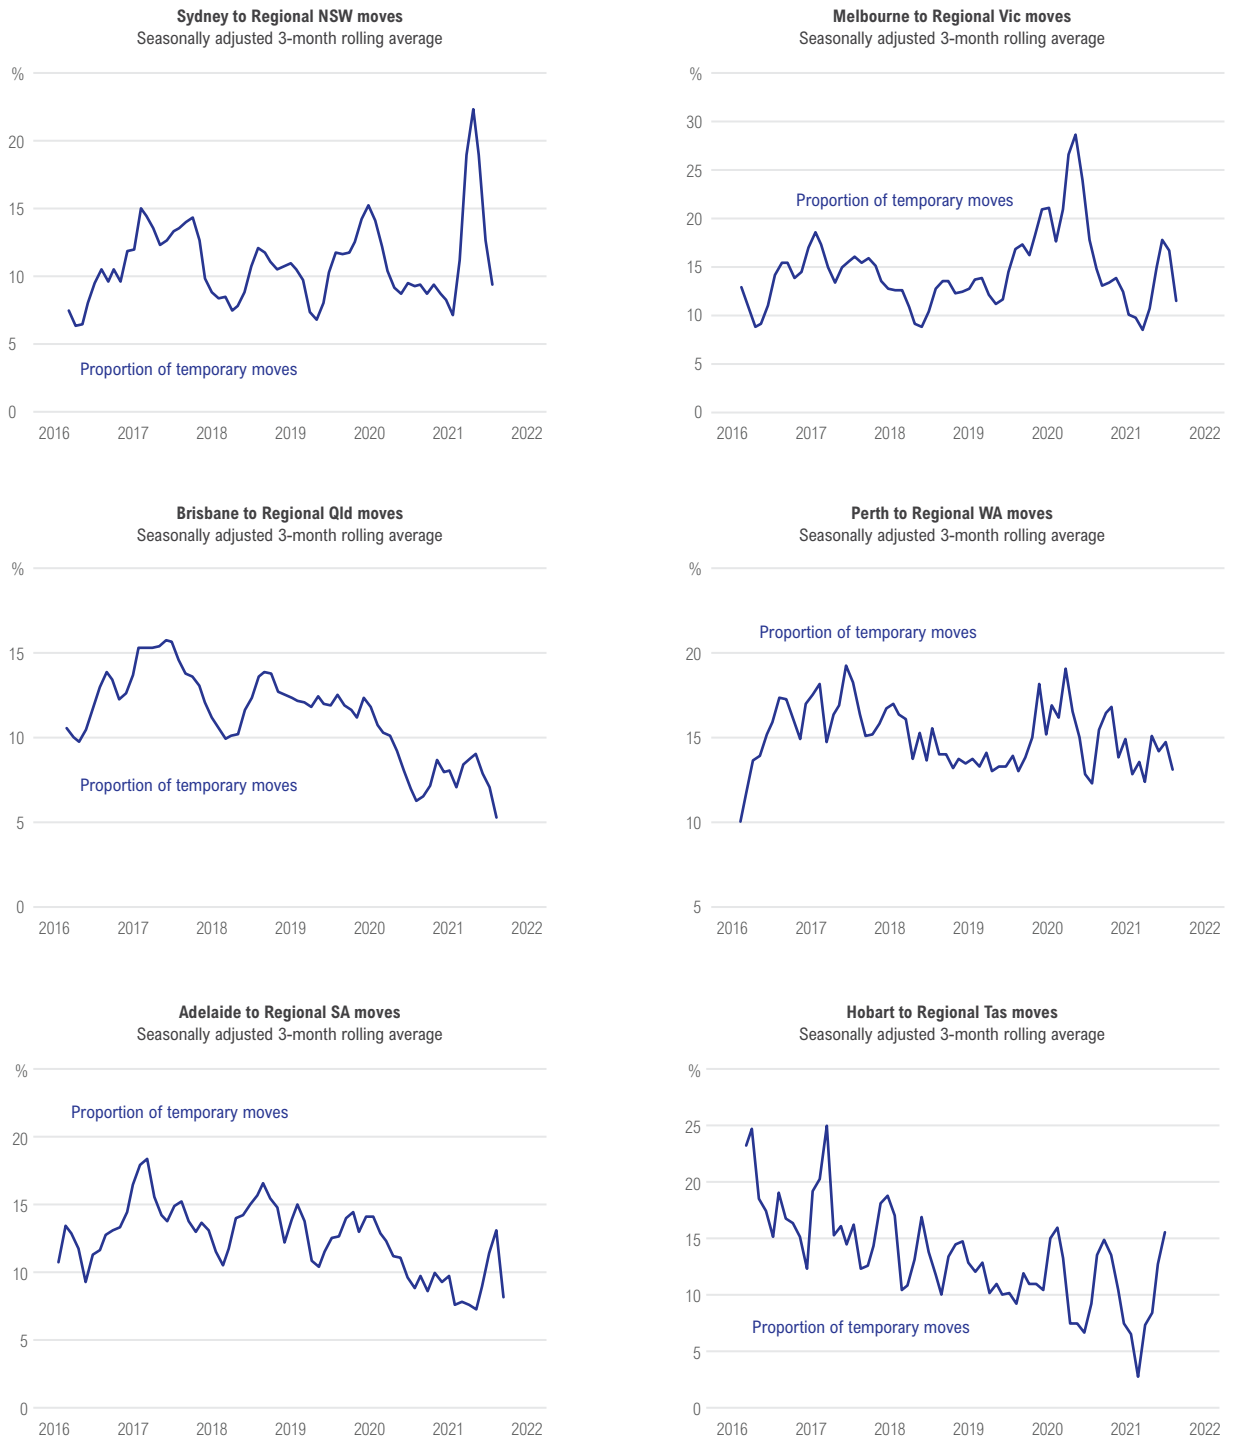 Sydney to Regional NSW moves
Seasonally adjusted 3-month rolling average
%
20
15
10
5
0
Proportion of temporary moves
2016 2017 2018 2019 2020 2021 2022
Melbourne to Regional Vic moves
Seasonally adjusted 3-month rolling average
%
30
25
20
15
10
5
0
Proportion of temporary moves
2016 2017 2018 2019 2020 2021 2022
Brisbane to Regional Qld moves
Seasonally adjusted 3-month rolling average
%
15
10
5
0
Proportion of temporary moves
2016 2017 2018 2019 2020 2021 2022
Perth to Regional WA moves
Seasonally adjusted 3-month rolling average
%
Proportion of temporary moves
20
15
10
5
2016 2017 2018 2019 2020 2021 2022
Adelaide to Regional SA moves
Seasonally adjusted 3-month rolling average
%
Proportion of temporary moves
20
15
10
5
0
2016 2017 2018 2019 2020 2021 2022
Hobart to Regional Tas moves
Seasonally adjusted 3-month rolling average
%
25
20
15
10
5
0
Proportion of temporary moves
2016 2017 2018 2019 2020 2021 2022